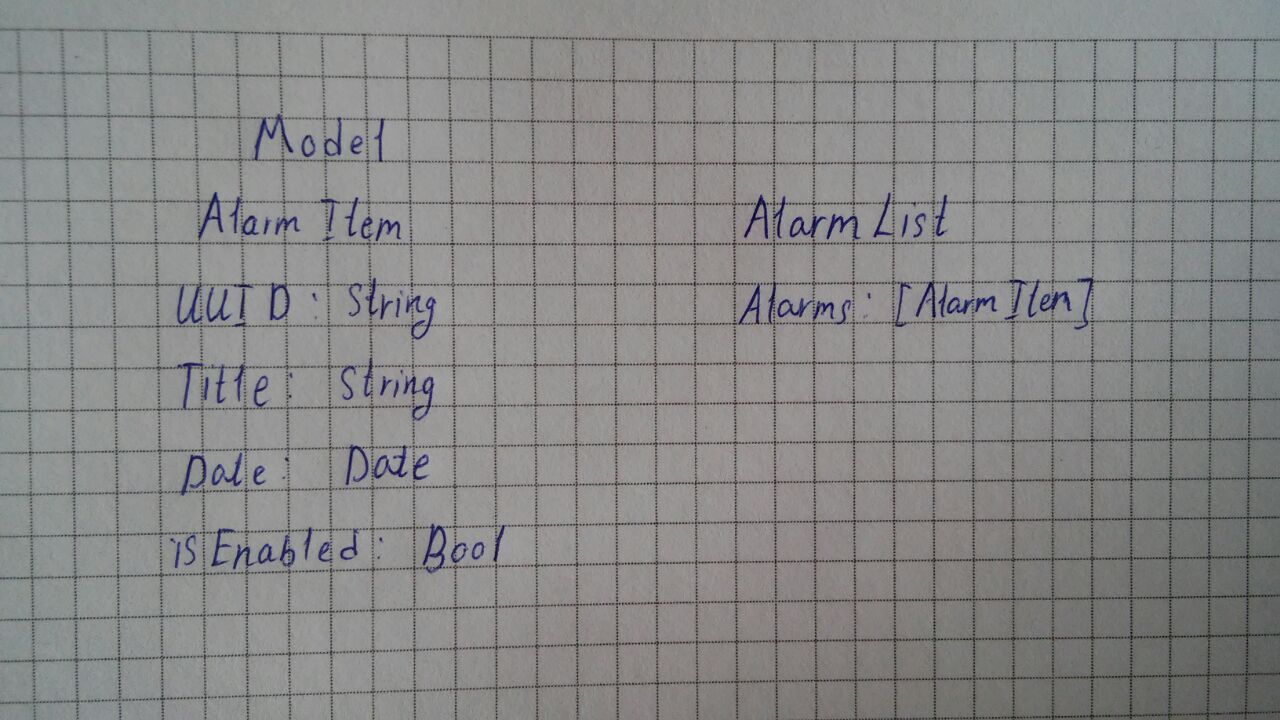 Model
Alarm Item
UUID: String
Title: String
Date: Date
isEnabled: Bool
Alarm List
Alarms: [Alarm Item]